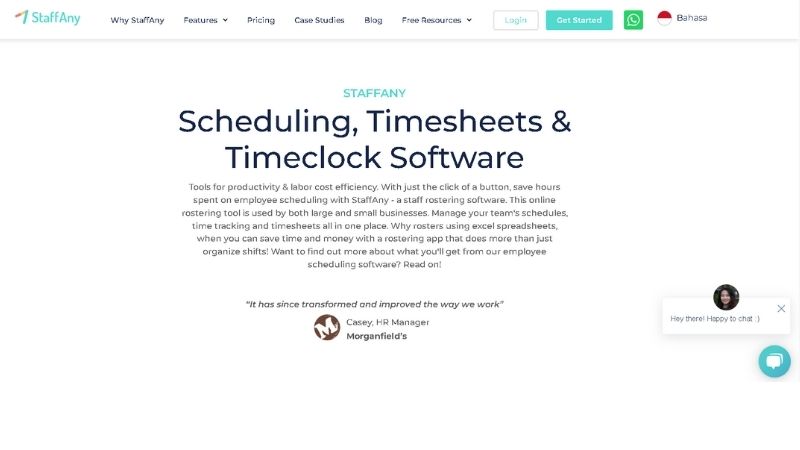 StaffAny
Why StaffAny
Features
Pricing
Case Studies
Blog
Free Resources
Login
Get Started
Bahasa
STAFFANY
Scheduling, Timesheets &
Timeclock Software
Tools for productivity & labor cost efficiency. With just the click of a button, save hours
spent on employee scheduling with StaffAny - a staff rostering software. This online
rostering tool is used by both large and small businesses. Manage your team's schedules,
time tracking and timesheets all in one place. Why rosters using excel spreadsheets,
when you can save time and money with a rostering app that does more than just
organize shifts! Want to find out more about what you'll get from our employee
scheduling software? Read on!
"It has since transformed and improved the way we work"
Casey, HR Manager
Morganfield's
Hey there! Happy to chat :)